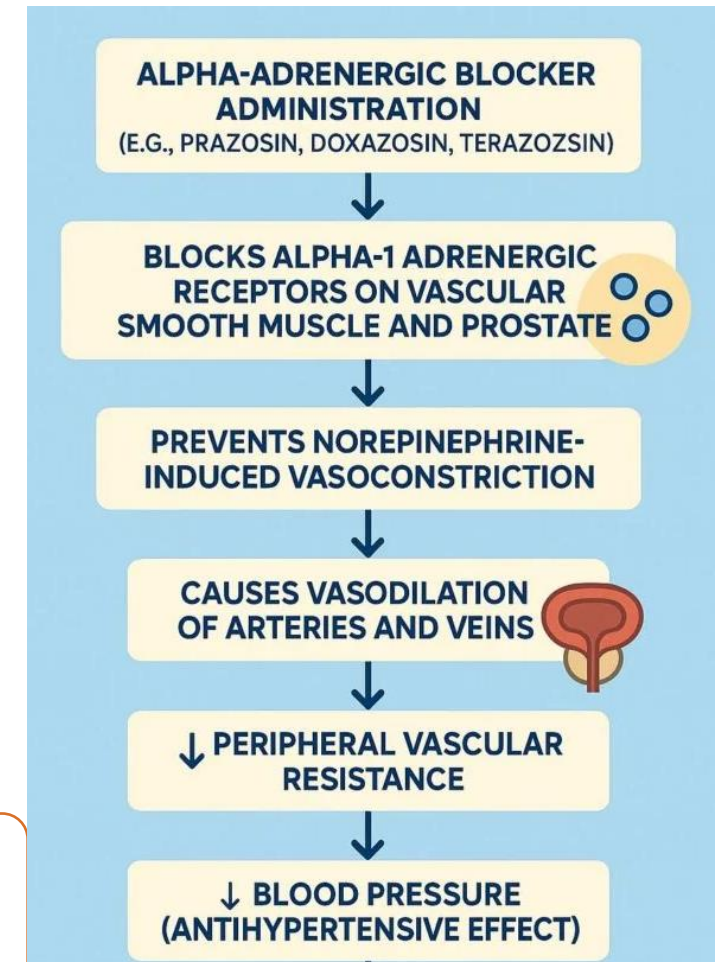 ALPHA-ADRENERGIC BLOCKER
ADMINISTRATION
(E.G., PRAZOSIN, DOXAZOSIN, TERAZOZSIN)
BLOCKS ALPHA-1 ADRENERGIC
RECEPTORS ON VASCULAR
SMOOTH MUSCLE AND PROSTATE
PREVENTS NOREPINEPHRINE-
INDUCED VASOCONSTRICTION
CAUSES VASODILATION
OF ARTERIES AND VEINS
↓ PERIPHERAL VASCULAR
RESISTANCE
↓ BLOOD PRESSURE
(ANTIHYPERTENSIVE EFFECT)